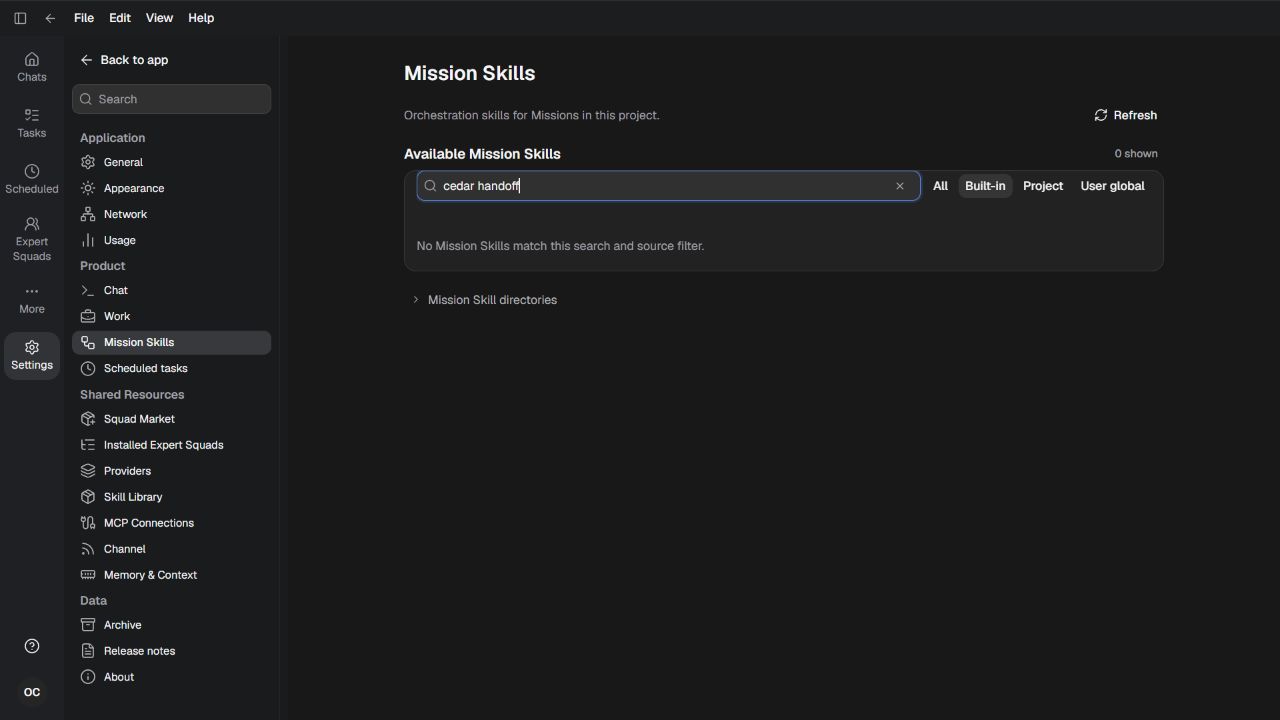 File Edit View Help
Chats
Tasks
Scheduled
Expert
Squads
More
Settings
OC
Back to app
Search
Application
General
Appearance
Network
Usage
Product
Chat
Work
Mission Skills
Scheduled tasks
Shared Resources
Squad Market
Installed Expert Squads
Providers
Skill Library
MCP Connections
Channel
Memory & Context
Data
Archive
Release notes
About
Mission Skills
Orchestration skills for Missions in this project.
Refresh
Available Mission Skills
0 shown
cedar handoff
All Built-in Project User global
No Mission Skills match this search and source filter.
Mission Skill directories